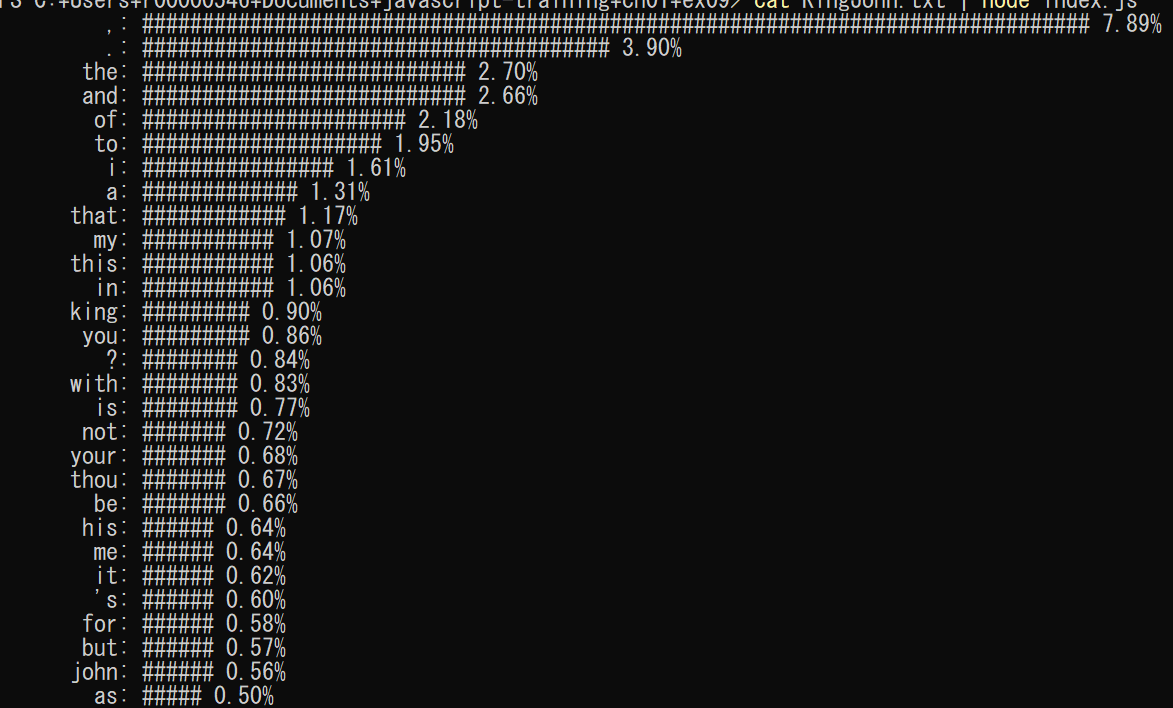 cat KingJohn.txt | node index.js
,: ############################################################################### 7.89%
.: ####################################### 3.90%
the: ########################### 2.70%
and: ########################### 2.66%
of: ###################### 2.18%
to: #################### 1.95%
i: ################ 1.61%
a: ############# 1.31%
that: ############ 1.17%
my: ########### 1.07%
this: ########### 1.06%
in: ########### 1.06%
king: ######### 0.90%
you: ######### 0.86%
?: ######## 0.84%
with: ######## 0.83%
is: ######## 0.77%
not: ####### 0.72%
your: ####### 0.68%
thou: ####### 0.67%
be: ####### 0.66%
his: ###### 0.64%
me: ###### 0.64%
it: ###### 0.62%
's: ###### 0.60%
for: ###### 0.58%
but: ###### 0.57%
john: ###### 0.56%
as: ##### 0.50%